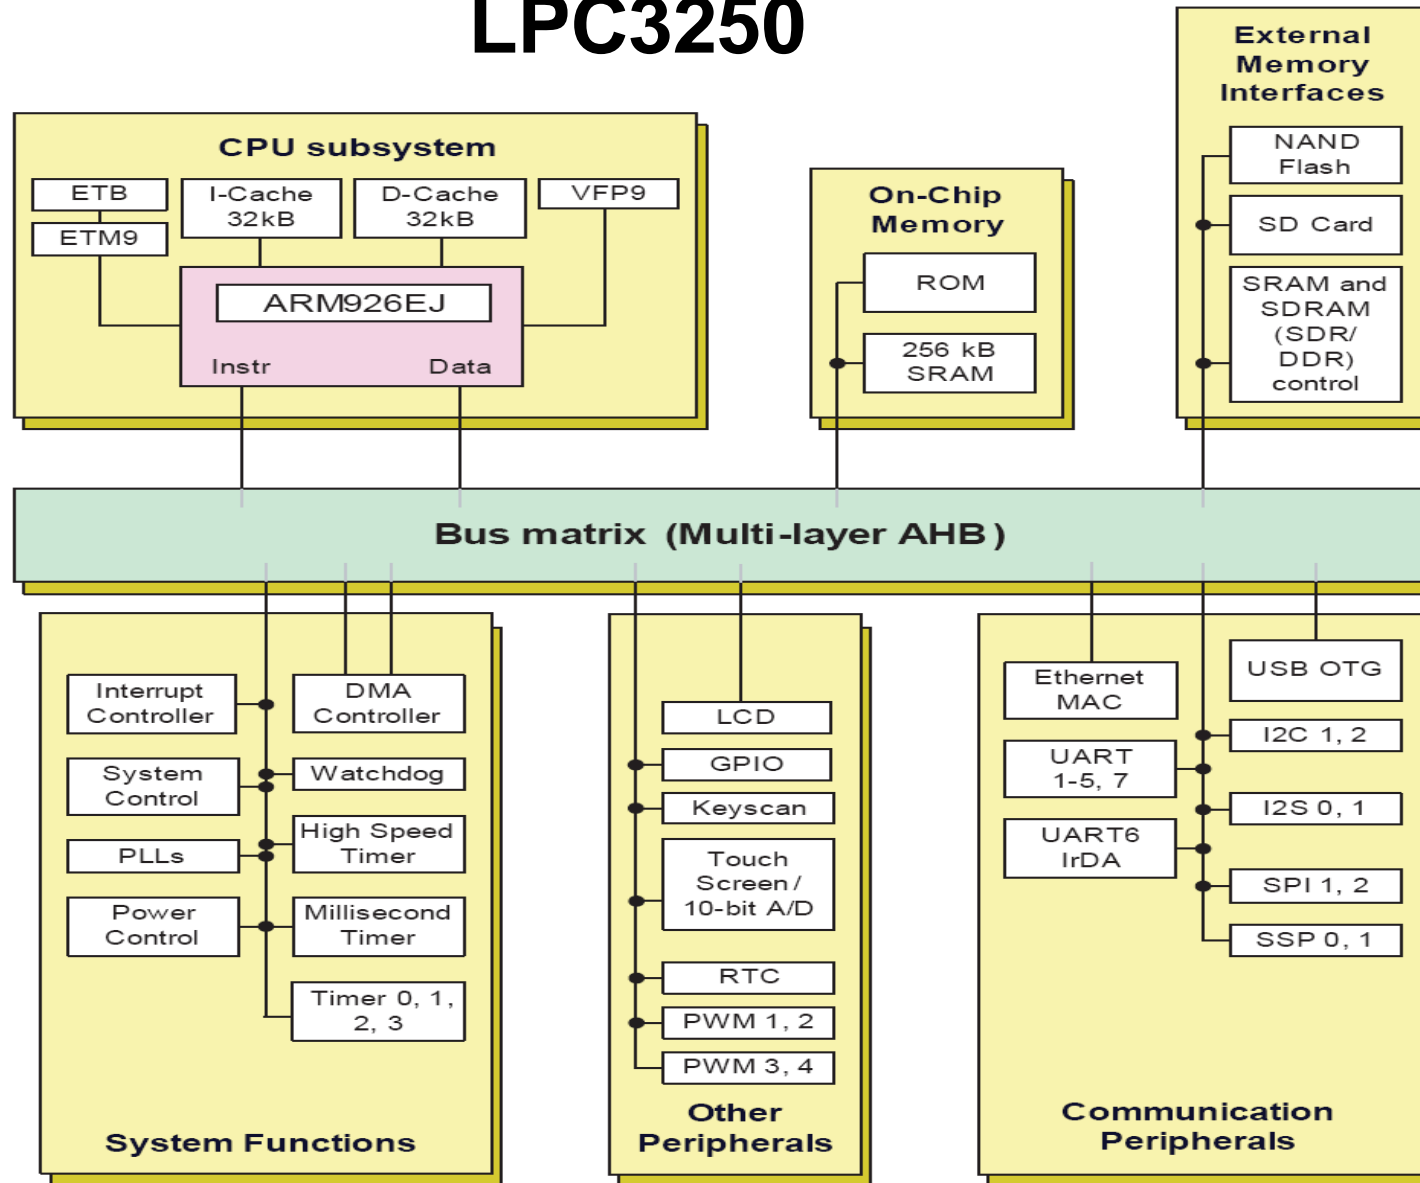 LPC3250
CPU subsystem
ETB
ETM9
I-Cache
32kB
D-Cache
32kB
VFP9
ARM926EJ
Instr
Data
On-Chip
Memory
ROM
256 kB
SRAM
External
Memory
Interfaces
NAND
Flash
SD Card
SRAM and
SDRAM
(SDR/
DDR)
control
Bus matrix (Multi-layer AHB)
Interrupt
Controller
System
Control
PLLs
Power
Control
DMA
Controller
Watchdog
High Speed
Timer
Millisecond
Timer
Timer 0, 1,
2, 3
System Functions
LCD
GPIO
Keyscan
Touch
Screen/
10-bit A/D
RTC
PWM 1, 2
PWM 3, 4
Other
Peripherals
Ethernet
MAC
UART
1-5, 7
UART6
IrDA
USB OTG
I2C 1, 2
I2S 0, 1
SPI 1, 2
SSP 0, 1
Communication
Peripherals